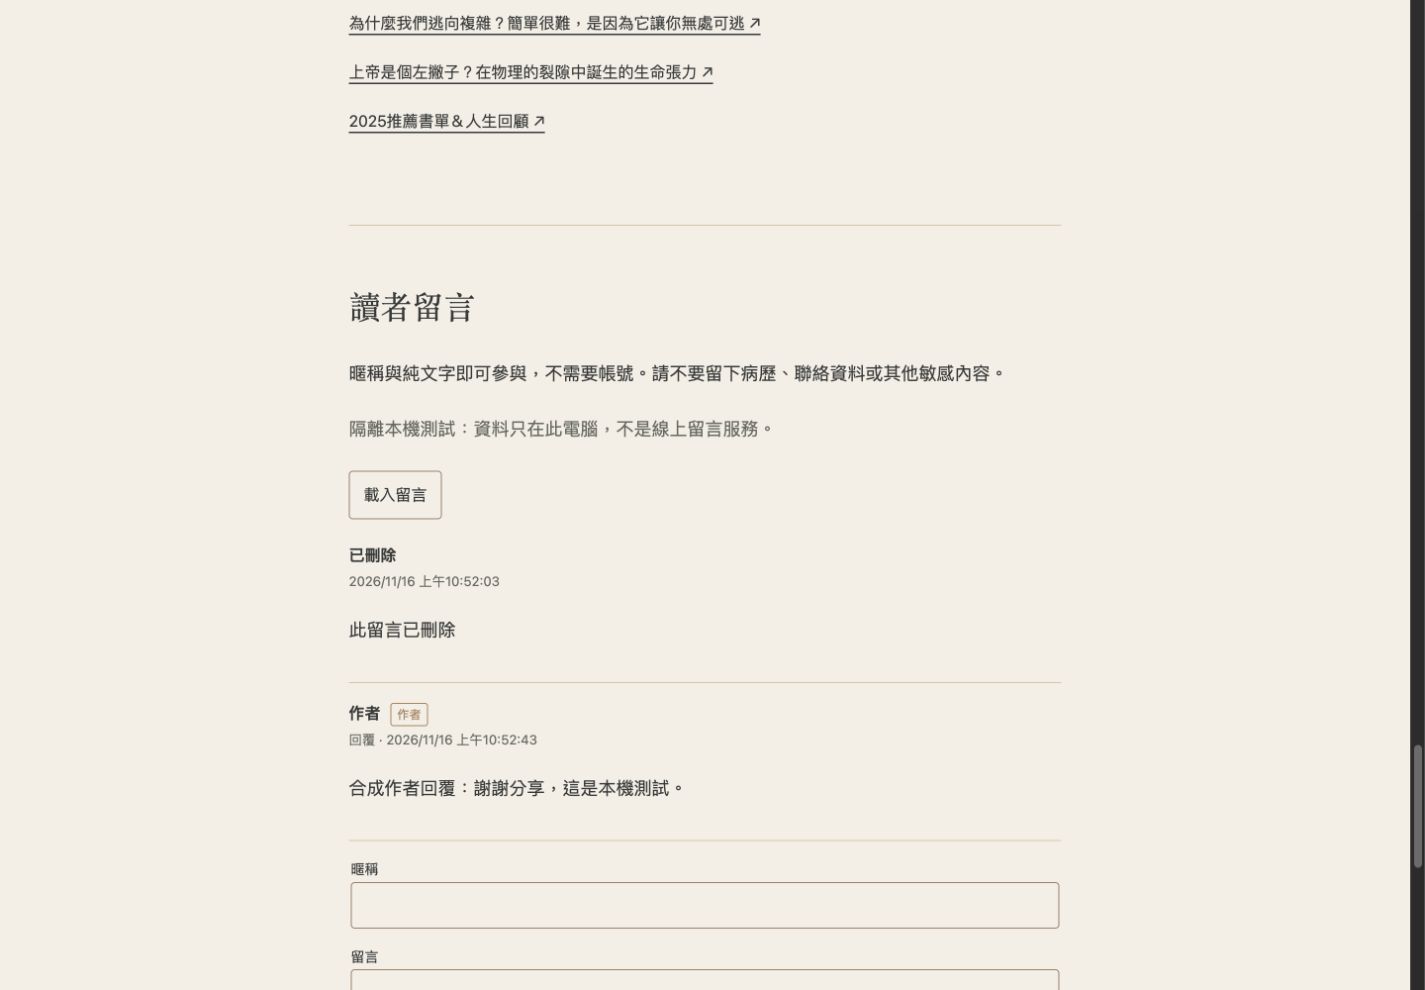 為什麼我們逃向複雜？簡單很難，是因為它讓你無處可逃 ↗
上帝是個左撇子？在物理的裂隙中誕生的生命張力 ↗
2025推薦書單＆人生回顧 ↗
讀者留言
暱稱與純文字即可參與，不需要帳號。請不要留下病歷、聯絡資料或其他敏感內容。
隔離本機測試：資料只在此電腦，不是線上留言服務。
載入留言
已刪除
2026/11/16 上午10:52:03
此留言已刪除
作者 作者
回覆 · 2026/11/16 上午10:52:43
合成作者回覆：謝謝分享，這是本機測試。
暱稱
留言